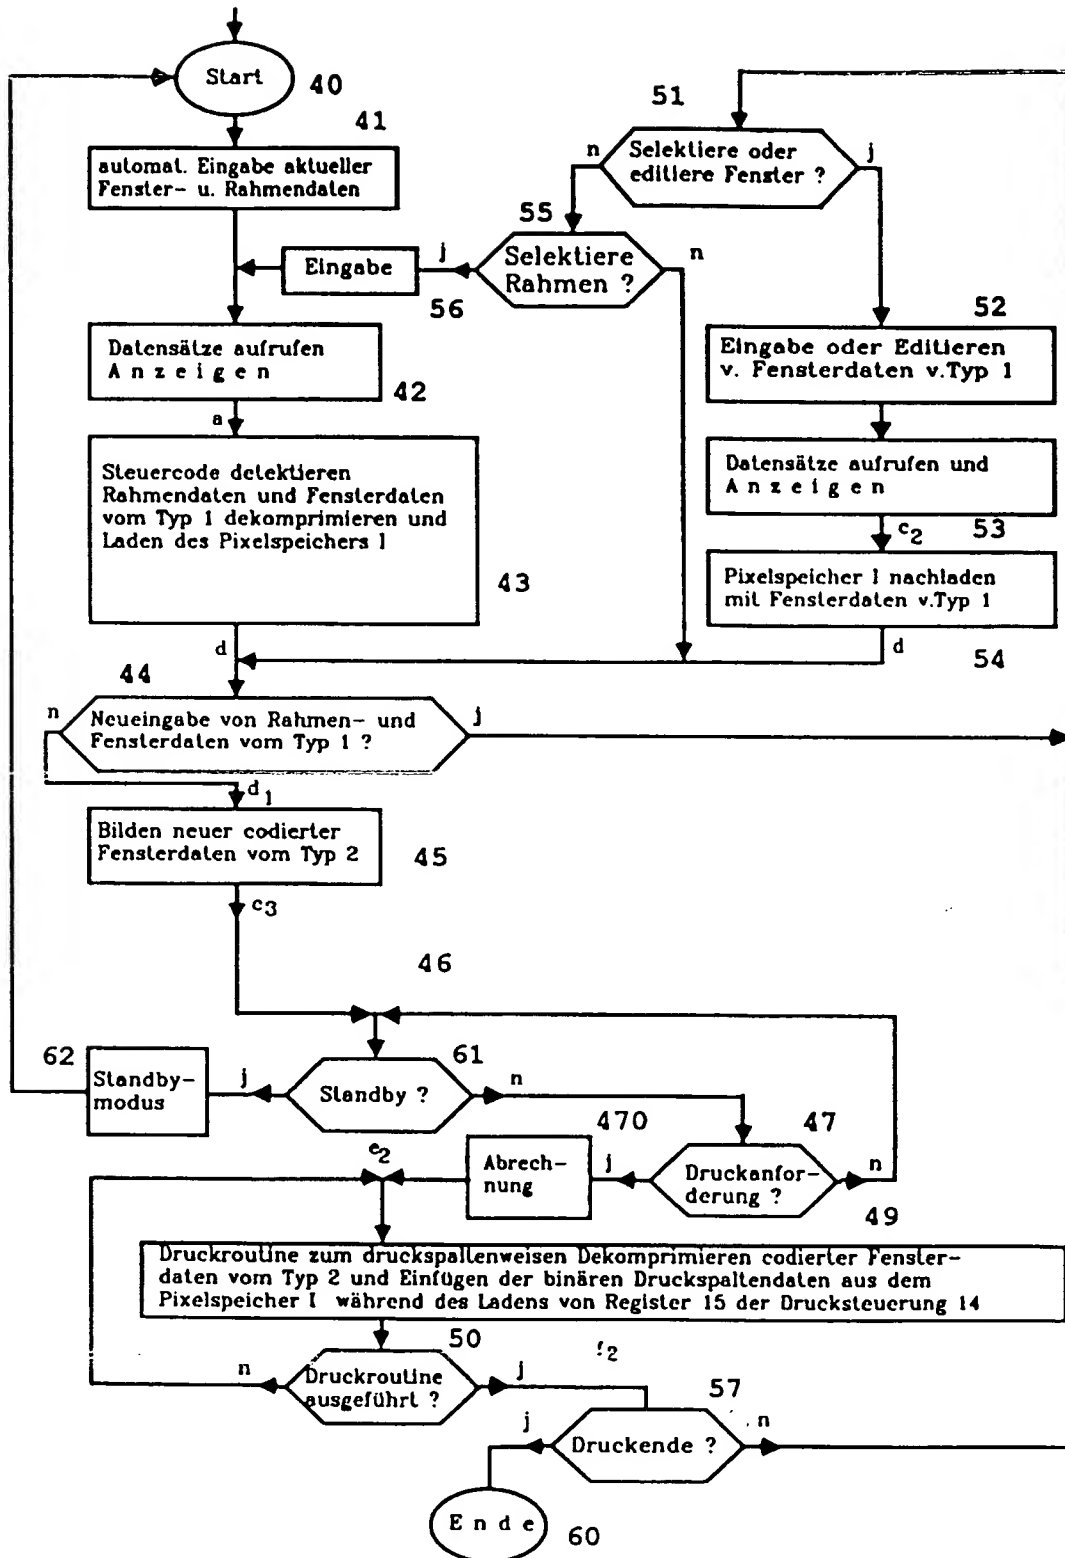 Start
40
41
automat. Eingabe aktueller
Fenster- u. Rahmendaten
51
n
Selektiere oder
editiere Fenster ?
j
55
Eingabe
j
Selektiere
Rahmen ?
n
56
52
Datensätze aufrufen
A n z e i g e n
42
Eingabe oder Editieren
v. Fensterdaten v.Typ 1
a
Steuercode detektieren
Rahmendaten und Fensterdaten
vom Typ 1 dekomprimieren und
Laden des Pixelspeichers I
43
Datensätze aufrufen und
A n z e i g e n
c2
53
Pixelspeicher I nachladen
mit Fensterdaten v.Typ 1
d
d
54
44
n
Neueingabe von Rahmen- und
Fensterdaten vom Typ 1 ?
j
d1
Bilden neuer codierter
Fensterdaten vom Typ 2
45
c3
46
62
Standby-
modus
j
61
Standby ?
n
470
47
e2
Abrech-
nung
j
Druckanfor-
derung ?
n
49
Druckroutine zum druckspaltenweisen Dekomprimieren codierter Fenster-
daten vom Typ 2 und Einfügen der binären Druckspaltendaten aus dem
Pixelspeicher I während des Ladens von Register 15 der Drucksteuerung 14
50
n
Druckroutine
ausgeführt ?
j
f2
57
j
Druckende ?
n
E n d e
60